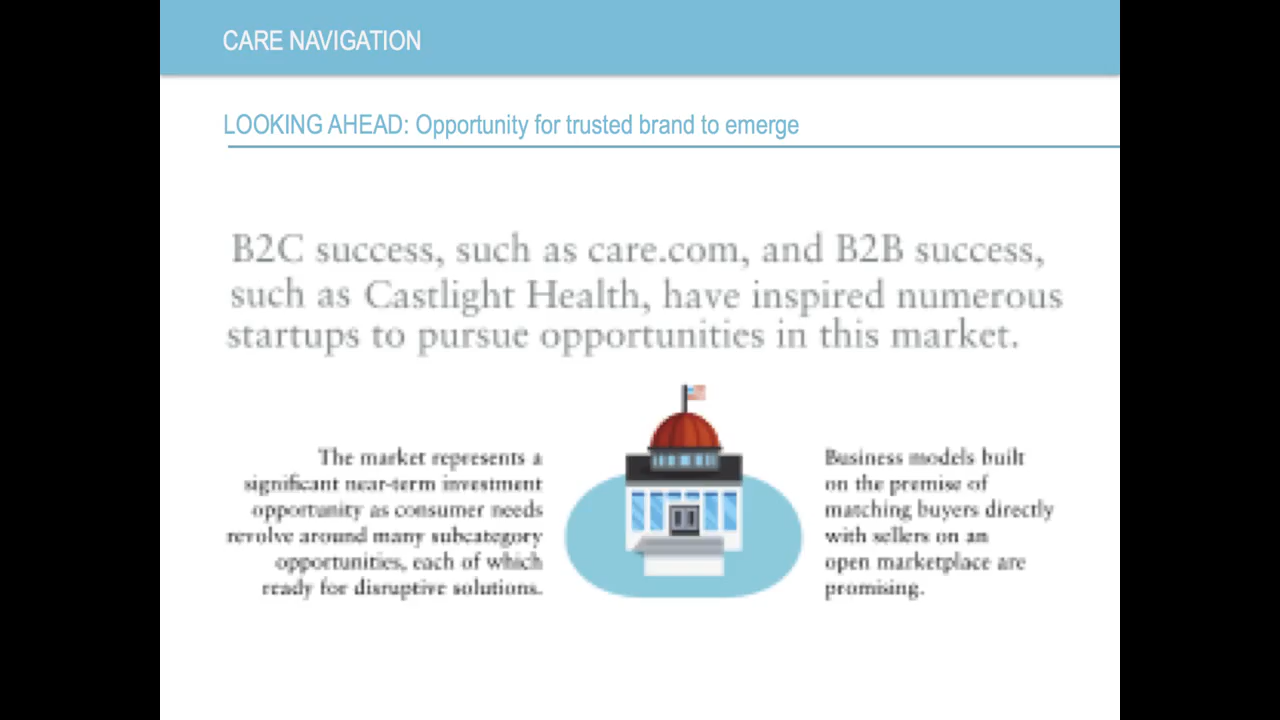 CARE NAVIGATION
LOOKING AHEAD: Opportunity for trusted brand to emerge
B2C success, such as care.com, and B2B success,
such as Castlight Health, have inspired numerous
startups to pursue opportunities in this market.
The market represents a
significant near-term investment
opportunity as consumer needs
revolve around many subcategory
opportunities, each of which
ready for disruptive solutions.
Business models built
on the premise of
matching buyers directly
with sellers on an
open marketplace are
promising.